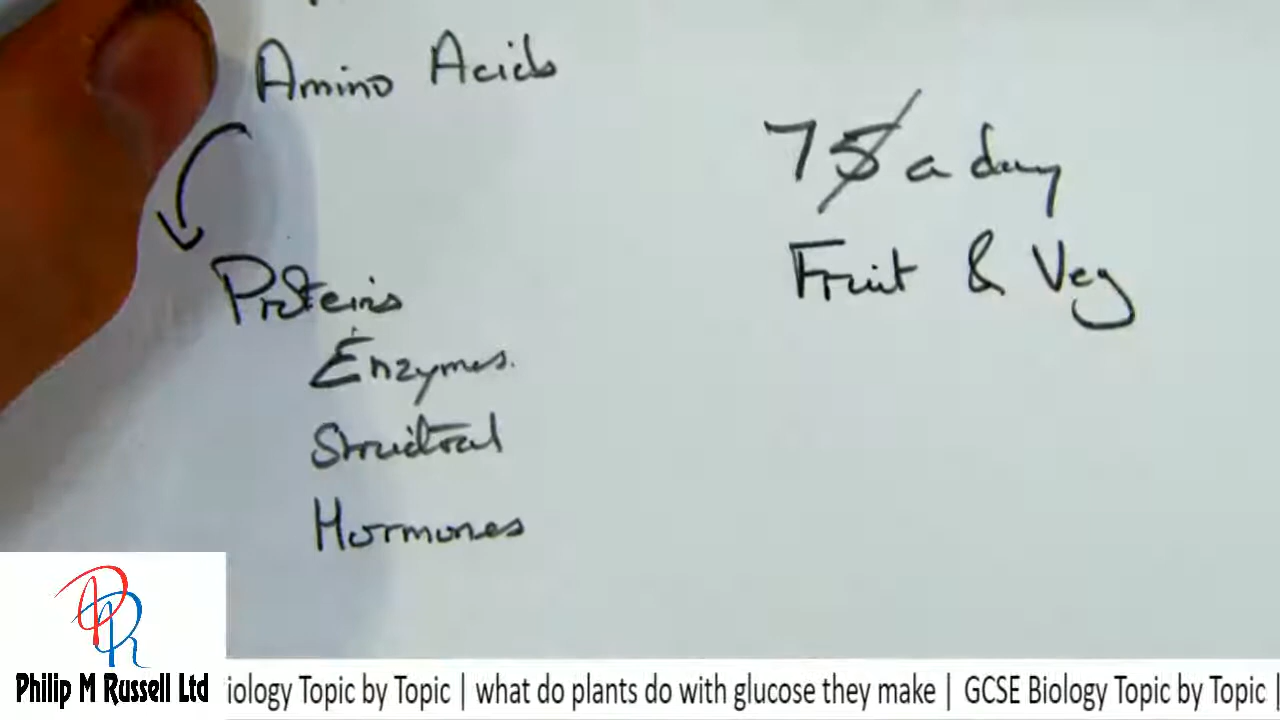 Amino Acids
7 5 a day
Fruit & Veg
Proteins
Enzymes.
Structral
Hormones
Philip M Russell Ltd
iology Topic by Topic | what do plants do with glucose they make | GCSE Biology Topic by Topic |